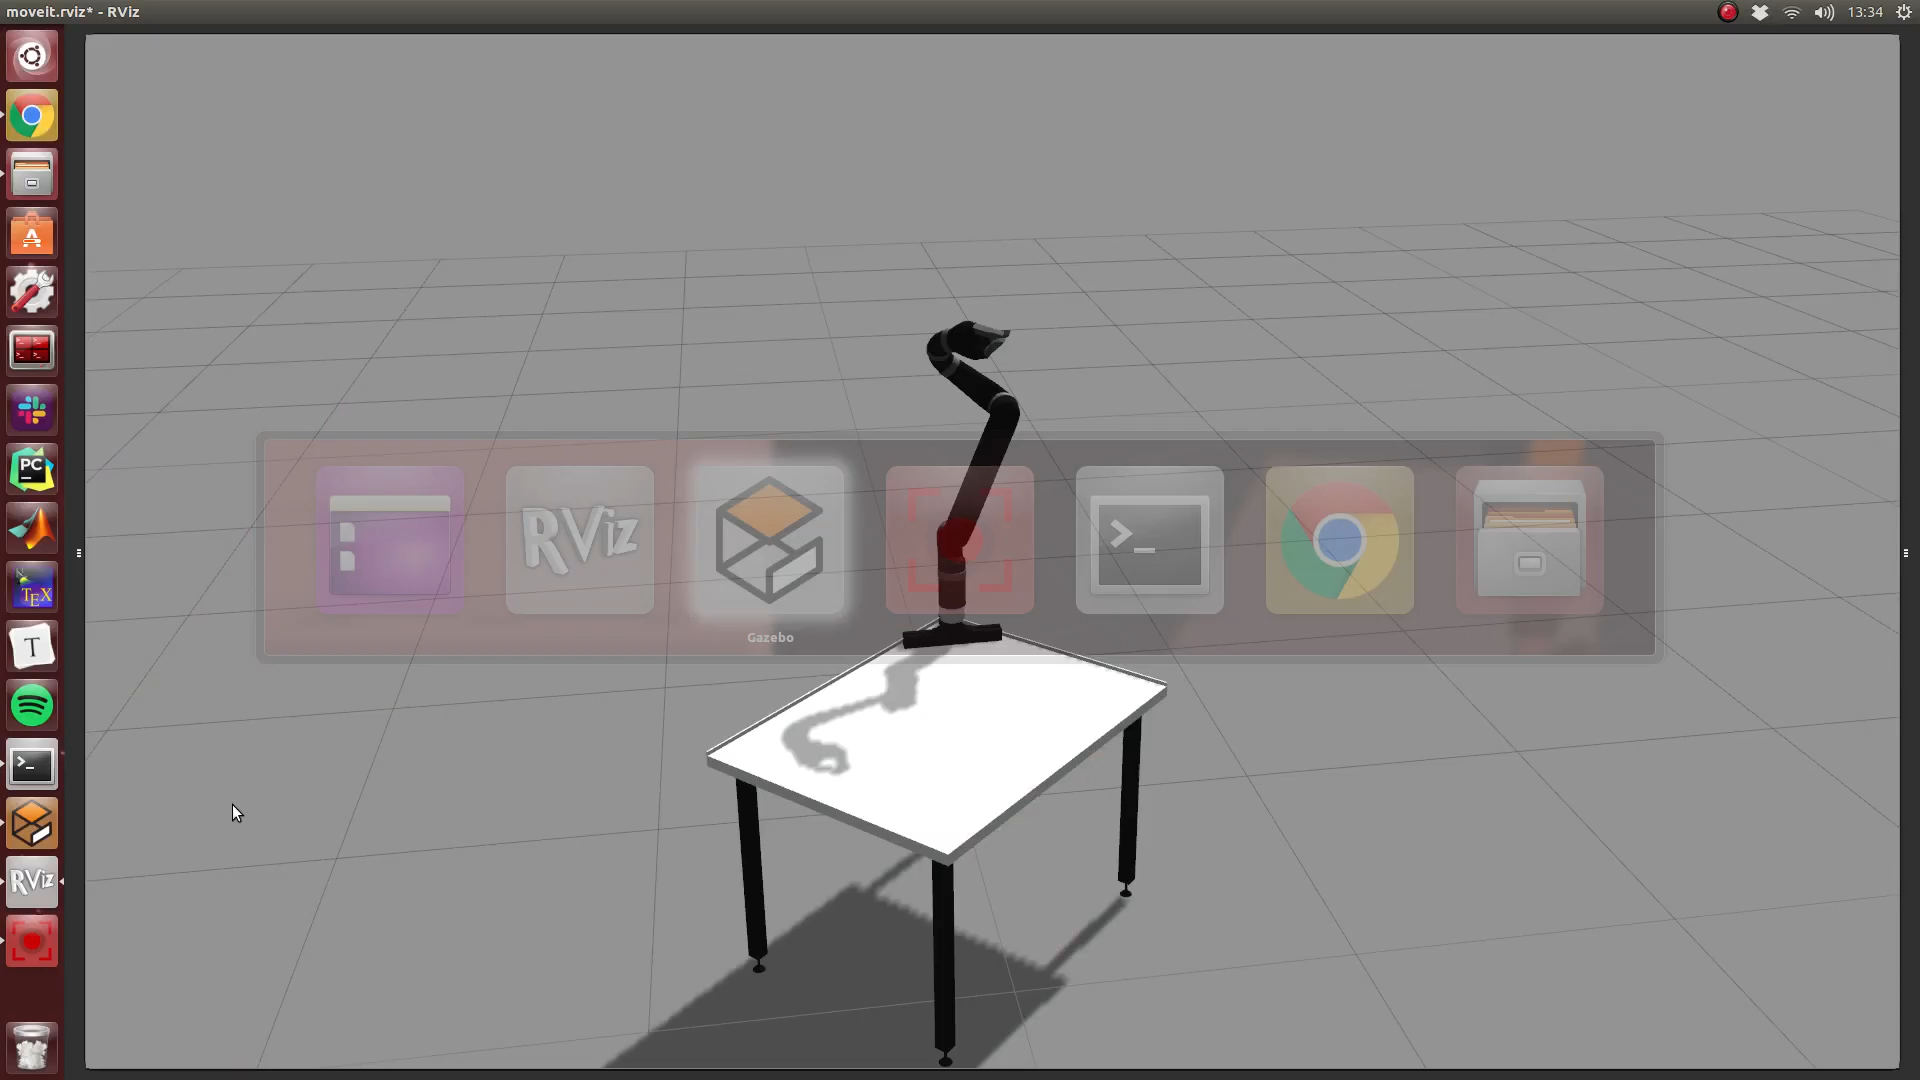 moveit.rviz* - RViz
13:34
PC
TEX
T
RViz
RViz
Gazebo